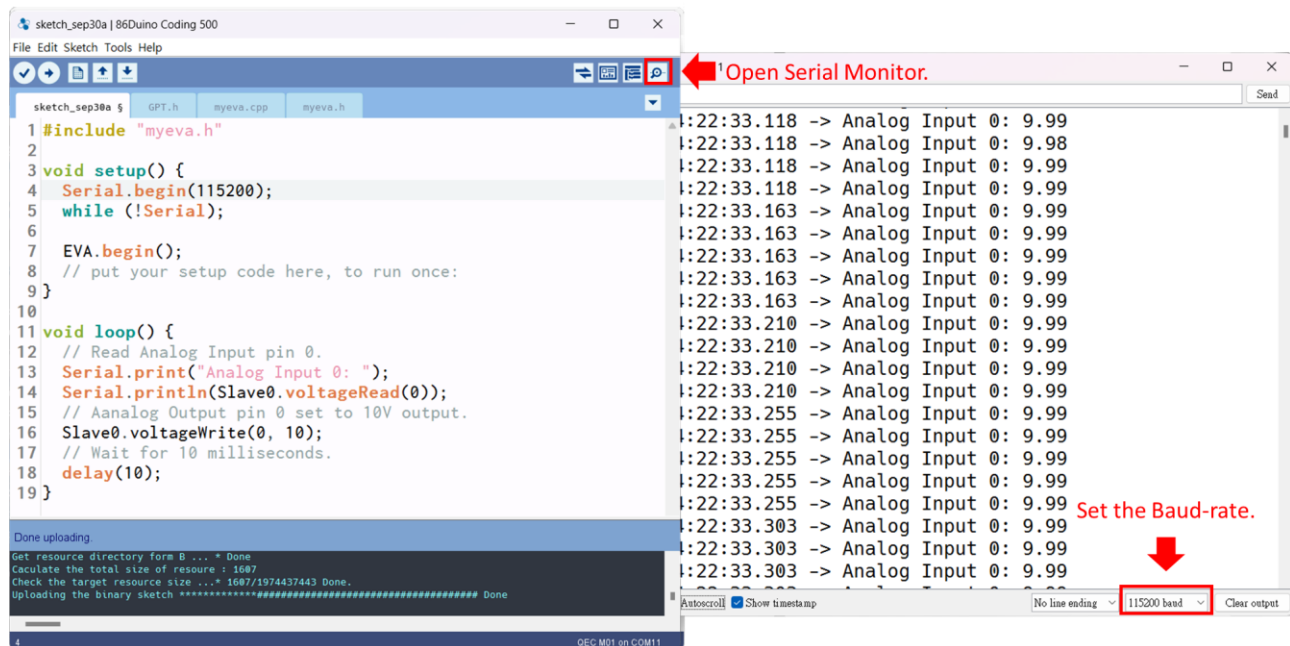 sketch_sep30a | 86Duino Coding 500
File Edit Sketch Tools Help
sketch_sep30a § GPT.h myeva.cpp myeva.h
1 #include "myeva.h"
2
3 void setup() {
4 Serial.begin(115200);
5 while (!Serial);
6
7 EVA.begin();
8 // put your setup code here, to run once:
9 }
10
11 void loop() {
12 // Read Analog Input pin 0.
13 Serial.print("Analog Input 0: ");
14 Serial.println(Slave0.voltageRead(0));
15 // Aanalog Output pin 0 set to 10V output.
16 Slave0.voltageWrite(0, 10);
17 // Wait for 10 milliseconds.
18 delay(10);
19 }
Done uploading.
Get resource directory form B ... * Done
Caculate the total size of resoure : 1607
Check the target resource size ...* 1607/1974437443 Done.
Uploading the binary sketch *************##################################### Done
4 QEC M01 on COM11
Open Serial Monitor.
Send
:22:33.118 -> Analog Input 0: 9.99
:22:33.118 -> Analog Input 0: 9.98
:22:33.118 -> Analog Input 0: 9.99
:22:33.118 -> Analog Input 0: 9.99
:22:33.163 -> Analog Input 0: 9.99
:22:33.163 -> Analog Input 0: 9.99
:22:33.163 -> Analog Input 0: 9.99
:22:33.163 -> Analog Input 0: 9.99
:22:33.163 -> Analog Input 0: 9.99
:22:33.210 -> Analog Input 0: 9.99
:22:33.210 -> Analog Input 0: 9.99
:22:33.210 -> Analog Input 0: 9.99
:22:33.210 -> Analog Input 0: 9.99
:22:33.255 -> Analog Input 0: 9.99
:22:33.255 -> Analog Input 0: 9.99
:22:33.255 -> Analog Input 0: 9.99
:22:33.255 -> Analog Input 0: 9.99
:22:33.255 -> Analog Input 0: 9.99
:22:33.303 -> Analog Input 0: 9.99
:22:33.303 -> Analog Input 0: 9.99
:22:33.303 -> Analog Input 0: 9.99
Set the Baud-rate.
Autoscroll Show timestamp No line ending 115200 baud Clear output